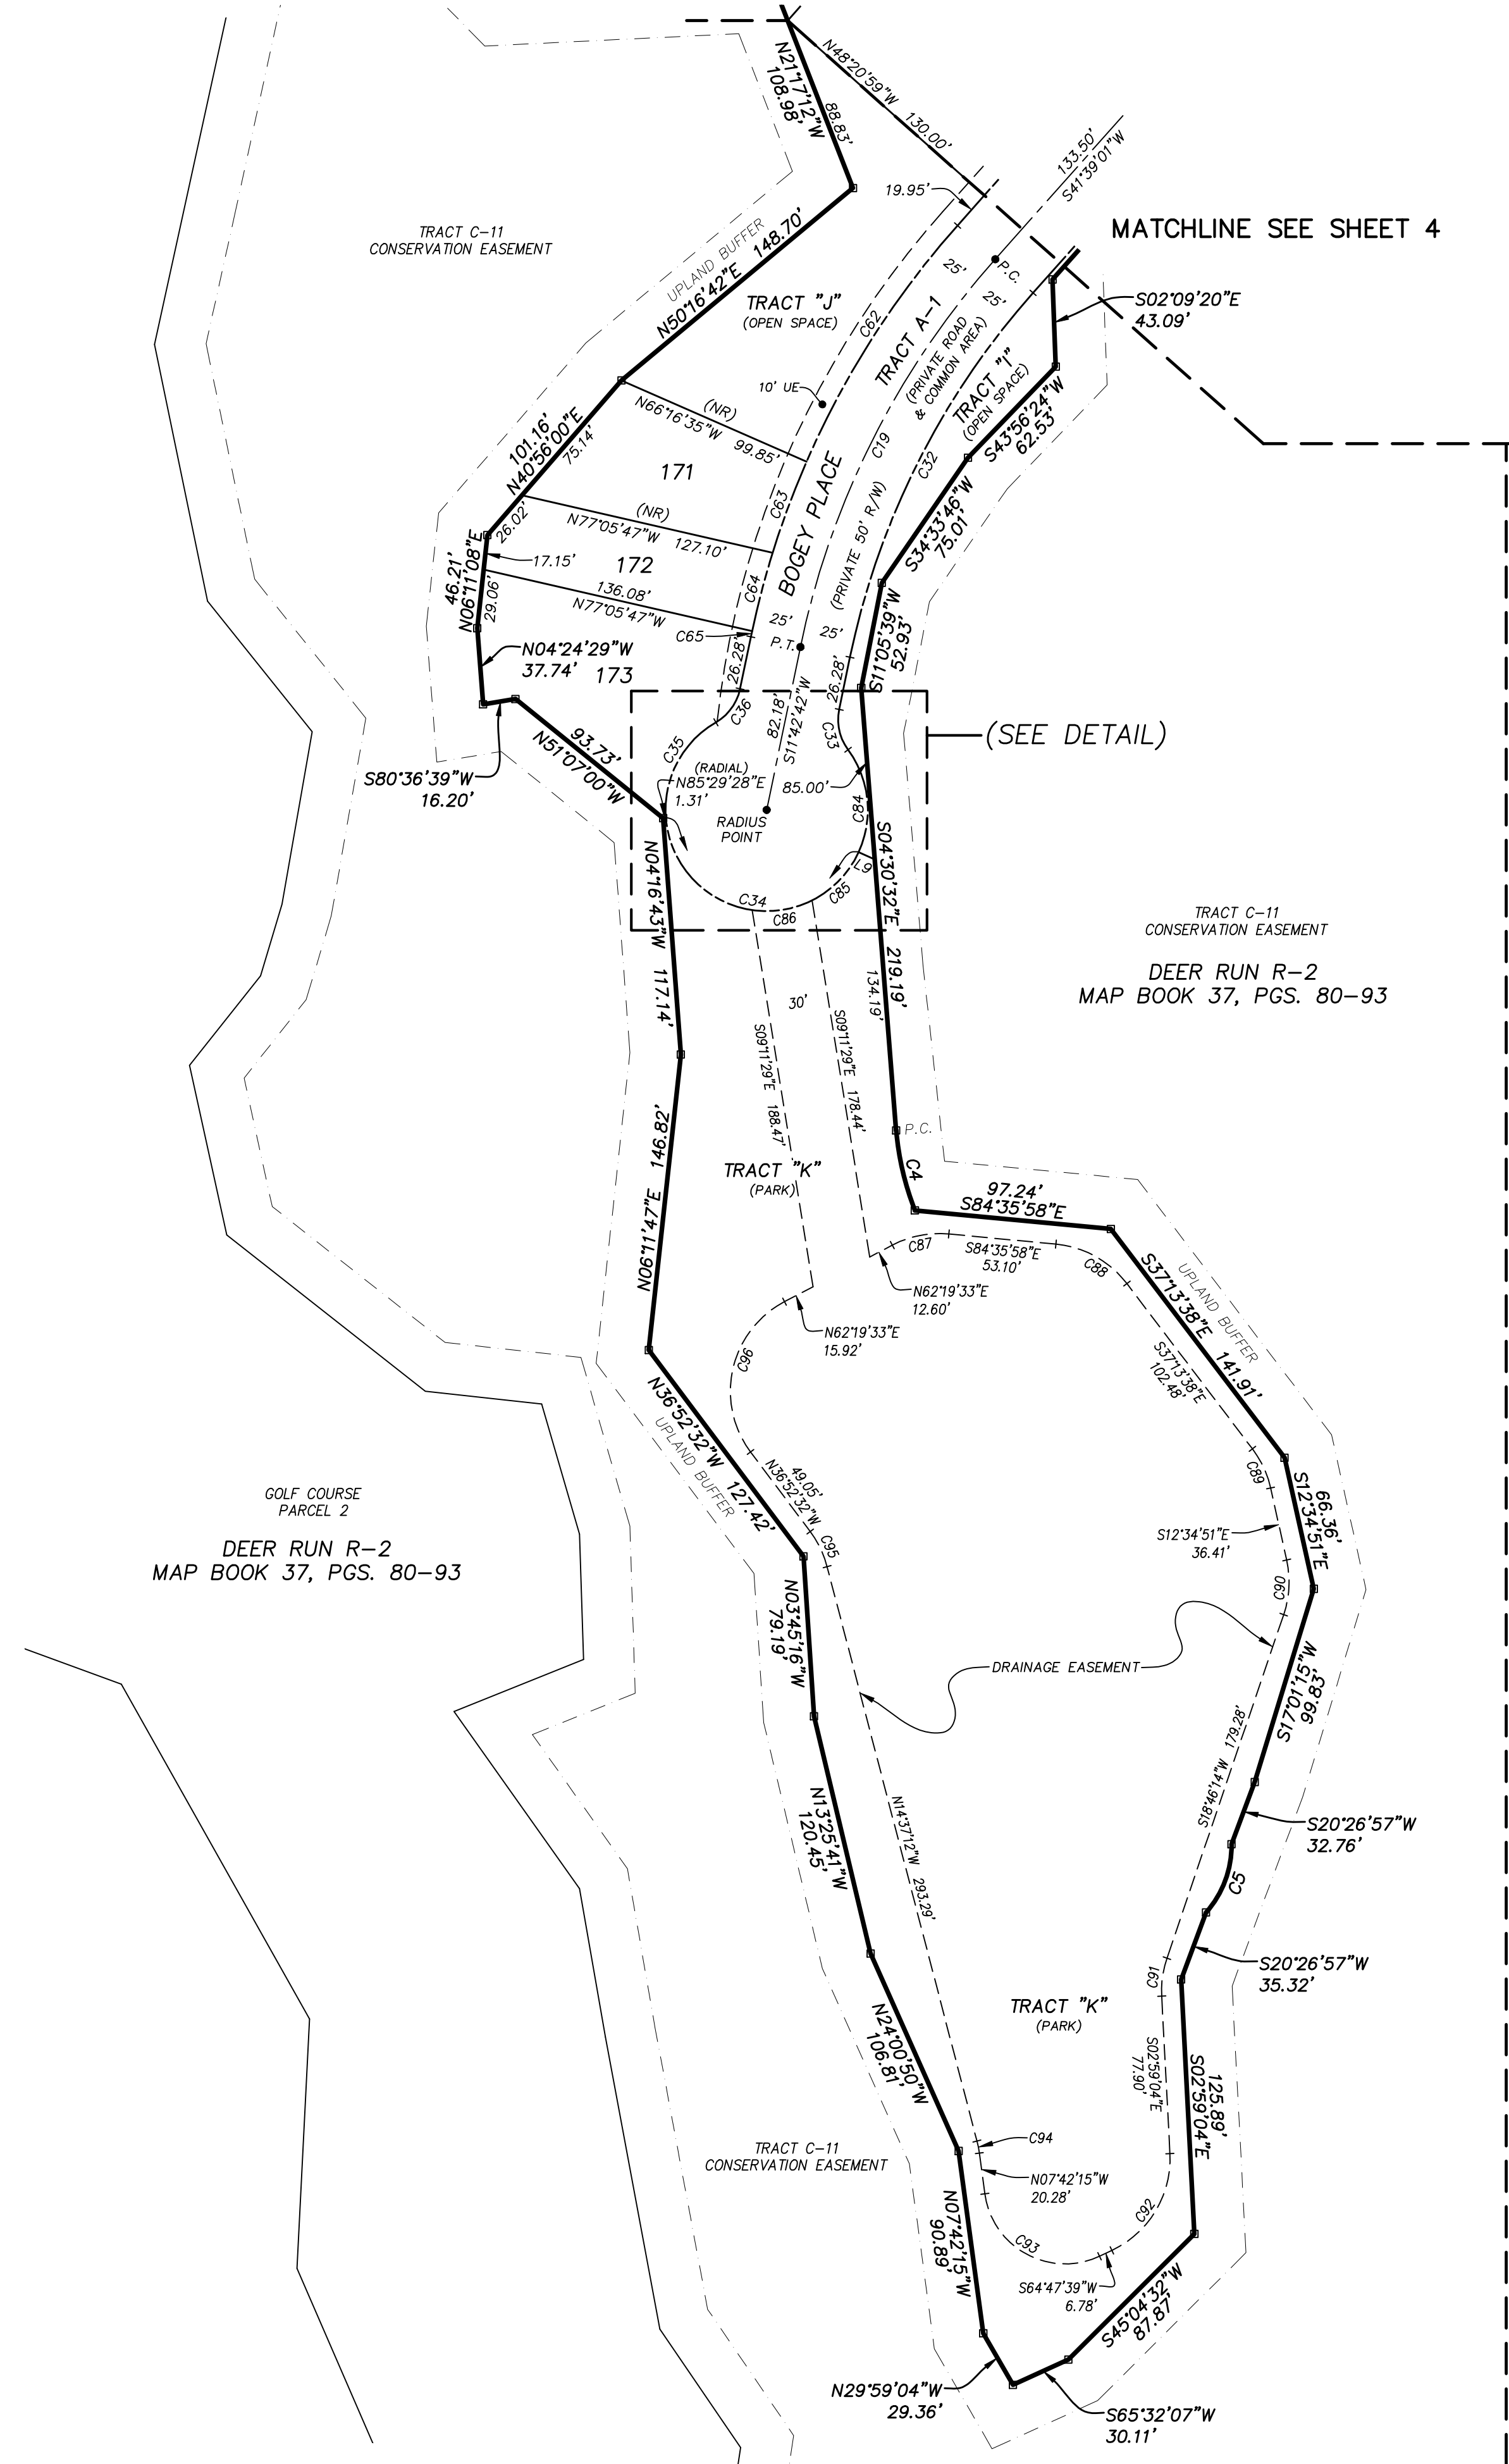 N21°17'12"W
108.98'
88.83'
N48°20'59"W 130.00'
133.50'
S41°39'01"W
19.95'
MATCHLINE SEE SHEET 4
TRACT C-11
CONSERVATION EASEMENT
UPLAND BUFFER
N50°16'42"E 148.70'
TRACT "J"
(OPEN SPACE)
C62
25'
P.C.
25'
TRACT A-1
(PRIVATE ROAD
& COMMON AREA)
TRACT "I"
(OPEN SPACE)
S02°09'20"E
43.09'
10' UE
S43°56'24"W
62.53'
101.16'
N40°56'00"E
75.14'
(NR)
N66°16'35"W 99.85'
171
C19
C32
C63
BOGEY PLACE
(PRIVATE 50' R/W)
S34°33'46"W
75.01'
26.02'
(NR)
N77°05'47"W 127.10'
46.21'
N06°11'08"E
17.15'
29.06'
172
136.08'
N77°05'47"W
C64
C65
25'
25'
P.T.
S11°05'39"W
52.93'
N04°24'29"W
37.74'
173
26.28'
26.28'
C36
82.18'
S11°42'42"W
C33
(SEE DETAIL)
93.73'
N51°07'00"W
C35
S80°36'39"W
16.20'
(RADIAL)
N85°29'28"E
1.31'
85.00'
C84
RADIUS
POINT
L9
C85
C34
C86
S04°30'32"E 219.19'
134.19'
N04°16'43"W 117.14'
TRACT C-11
CONSERVATION EASEMENT
DEER RUN R-2
MAP BOOK 37, PGS. 80-93
30'
S09°11'29"E 188.47'
S09°11'29"E 178.44'
P.C.
C4
N06°11'47"E 146.82'
TRACT "K"
(PARK)
97.24'
S84°35'58"E
C87
S84°35'58"E
53.10'
C88
N62°19'33"E
12.60'
N62°19'33"E
15.92'
S37°13'38"E 141.91'
UPLAND BUFFER
S37°13'38"E
102.48'
C96
N36°52'32"W 127.42'
UPLAND BUFFER
49.05'
N36°52'32"W
C95
C89
66.36'
S12°34'51"E
S12°34'51"E
36.41'
C90
GOLF COURSE
PARCEL 2
DEER RUN R-2
MAP BOOK 37, PGS. 80-93
N03°45'16"W
79.19'
DRAINAGE EASEMENT
S17°01'15"W
99.83'
S18°46'14"W 179.28'
N13°25'41"W
120.45'
N14°37'12"W 293.29'
S20°26'57"W
32.76'
C5
S20°26'57"W
35.32'
C91
TRACT "K"
(PARK)
N24°00'50"W
106.81'
S02°59'04"E
77.90'
125.89'
S02°59'04"E
C94
TRACT C-11
CONSERVATION EASEMENT
N07°42'15"W
20.28'
N07°42'15"W
90.89'
C92
C93
S64°47'39"W
6.78'
S45°04'32"W
87.87'
N29°59'04"W
29.36'
S65°32'07"W
30.11'